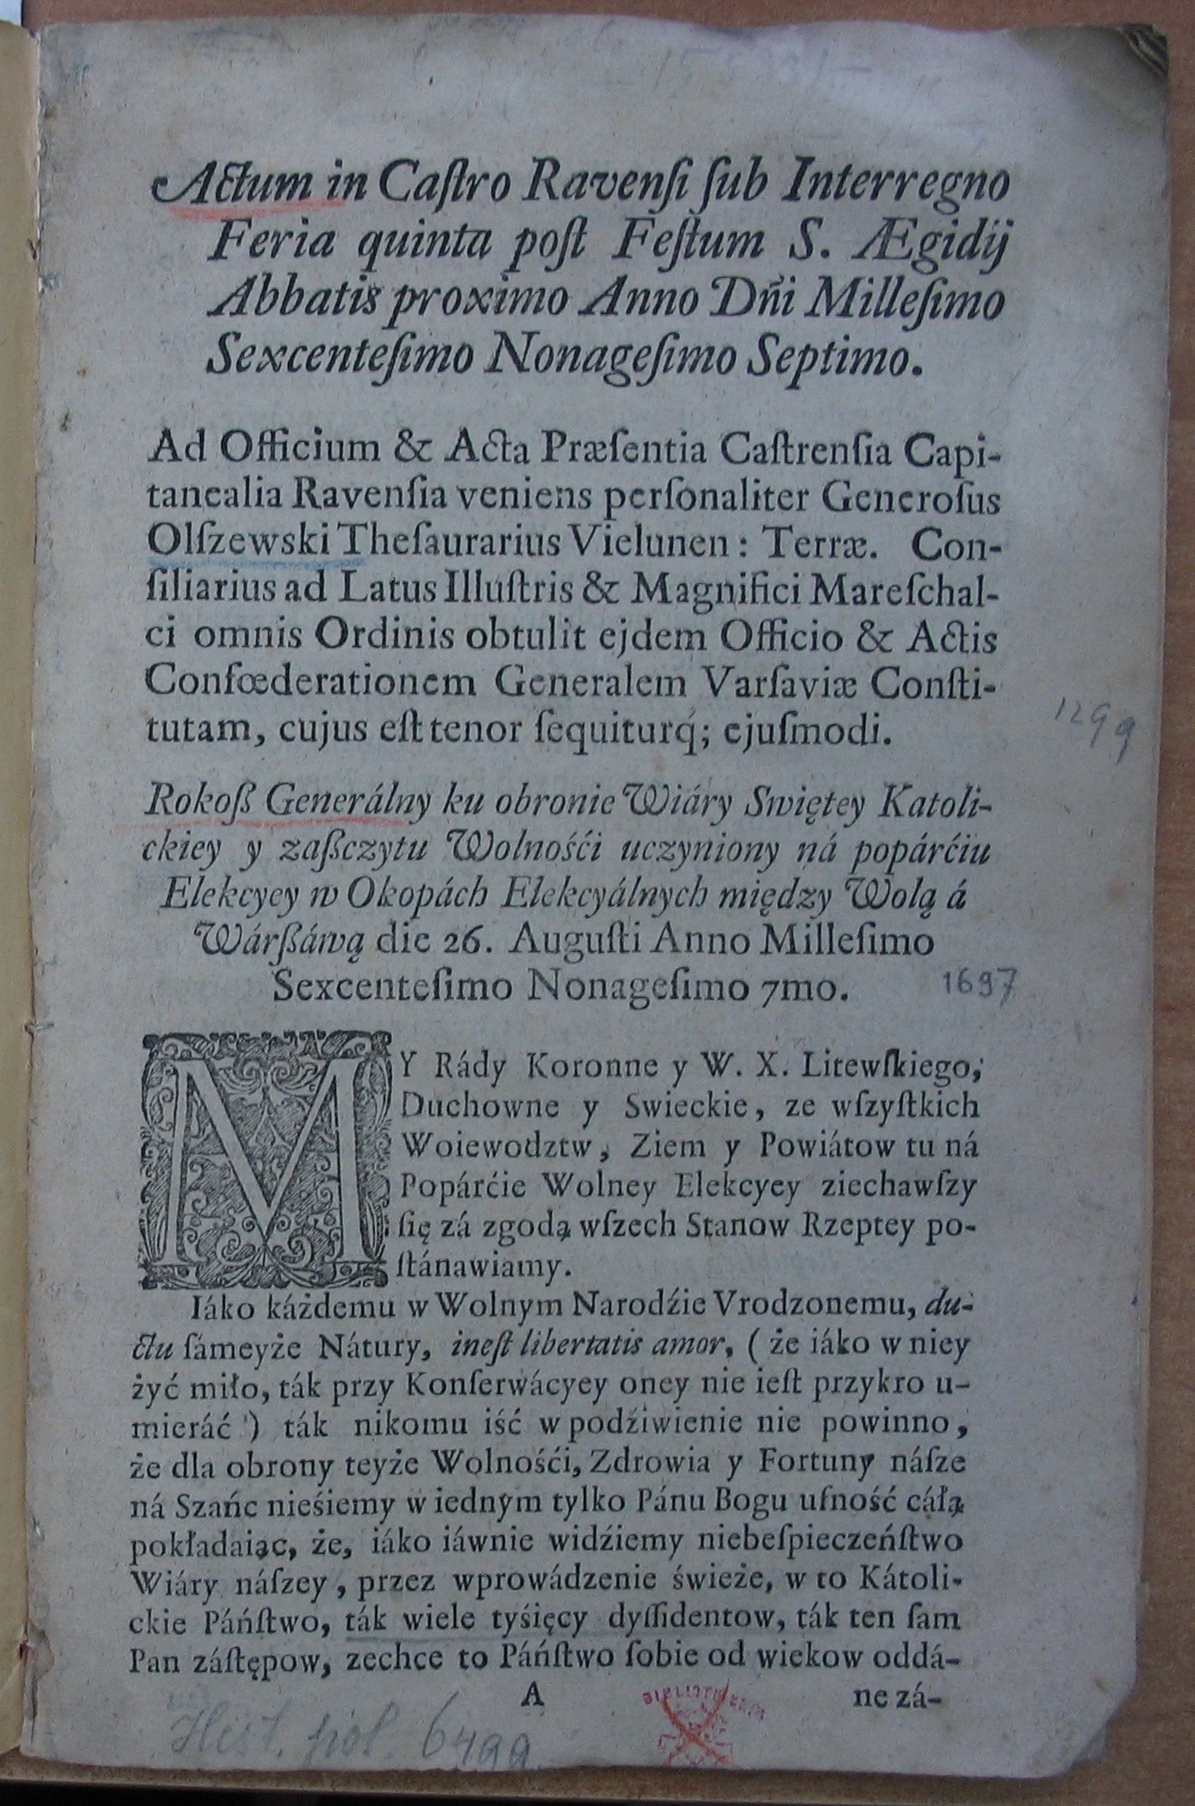 Actum in Caſtro Ravenſi ſub Interregno
Feria quinta poſt Feſtum S. Ægidij
Abbatis proximo Anno Dn̄i Milleſimo
Sexcenteſimo Nonageſimo Septimo.
Ad Officium & Acta Præſentia Caſtrenſia Capi-
tanealia Ravenſia veniens perſonaliter Generoſus
Olſzewski Theſaurarius Vielunen: Terræ. Con-
ſiliarius ad Latus Illuſtris & Magnifici Mareſchal-
ci omnis Ordinis obtulit ejdem Officio & Actis
Confœderationem Generalem Varſaviæ Conſti-
tutam, cujus eſt tenor ſequiturq́; ejuſmodi.
1299
Rokoß Generálny ku obronie Wiáry Swiętey Katoli-
ckiey y zaßczytu Wolnośći uczyniony ná popárćiu
Elekcyey w Okopách Elekcyálnych między Wolą á
Wárßáwą die 26. Auguſti Anno Milleſimo
Sexcenteſimo Nonageſimo 7mo.
1697
MY Rády Koronne y W. X. Litewſkiego,
Duchowne y Swieckie, ze wſzyſtkich
Woiewodztw, Ziem y Powiátow tu ná
Popárćie Wolney Elekcyey ziechawſzy
ſię zá zgodą wſzech Stanow Rzeptey po-
ſtánawiamy.
Iáko káżdemu w Wolnym Narodźie Vrodzonemu, du-
ctu ſámeyże Nátury, ineſt libertatis amor, ( że iáko w niey
żyć miło, ták przy Konſerwácyey oney nie ieſt przykro u-
mieráć ) ták nikomu iść w podźiwienie nie powinno,
że dla obrony teyże Wolnośći, Zdrowia y Fortuny náſze
ná Szańc nieśiemy w iednym tylko Pánu Bogu ufność cáłą
pokładaiąc, że, iáko iáwnie widźiemy niebeſpieczeńſtwo
Wiáry náſzey, przez wprowádzenie świeże, w to Kátoli-
ckie Páńſtwo, ták wiele tyśięcy dyſſidentow, ták ten ſam
Pan záſtępow, zechce to Páńſtwo ſobie od wiekow oddá-
A
ne zá-
Hist. pol. 6499